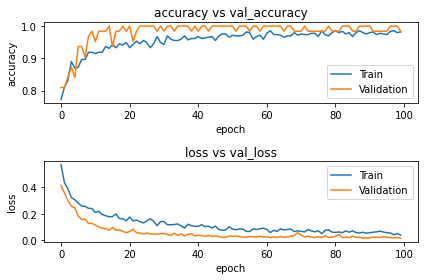 accuracy vs val_accuracy
1.0
0.9
0.8
accuracy
Train
Validation
0 20 40 60 80 100
epoch
loss vs val_loss
0.4
0.2
0.0
loss
Train
Validation
0 20 40 60 80 100
epoch